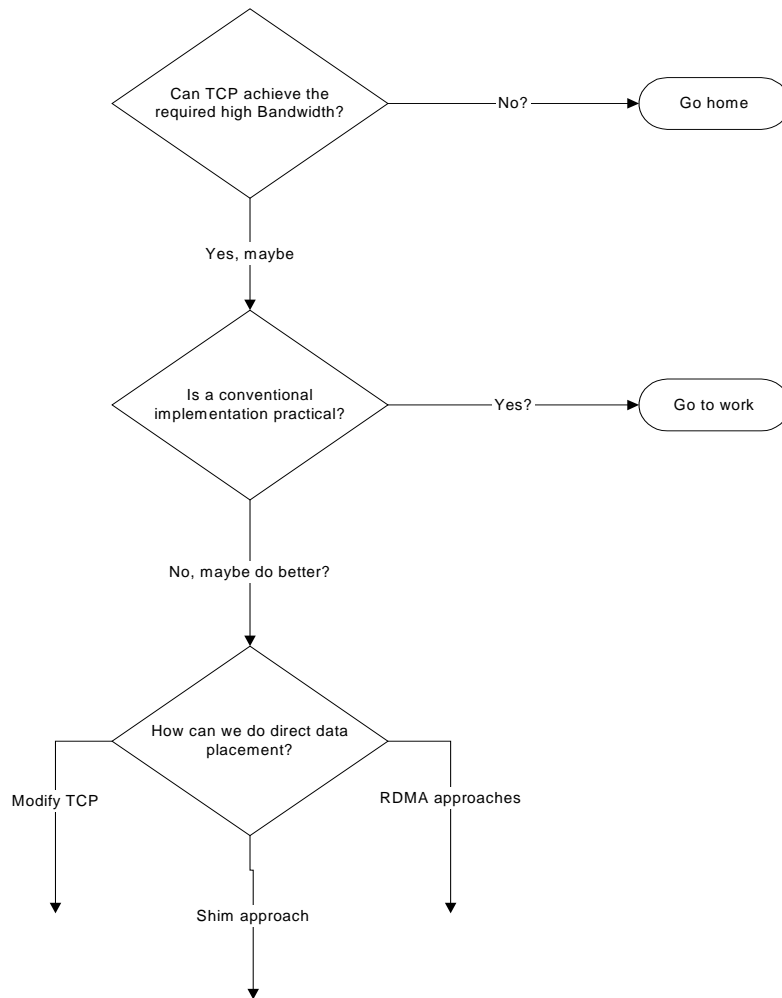 Can TCP achieve the
required high Bandwidth?
No?
Go home
Yes, maybe
Is a conventional
implementation practical?
Yes?
Go to work
No, maybe do better?
How can we do direct data
placement?
Modify TCP
RDMA approaches
Shim approach